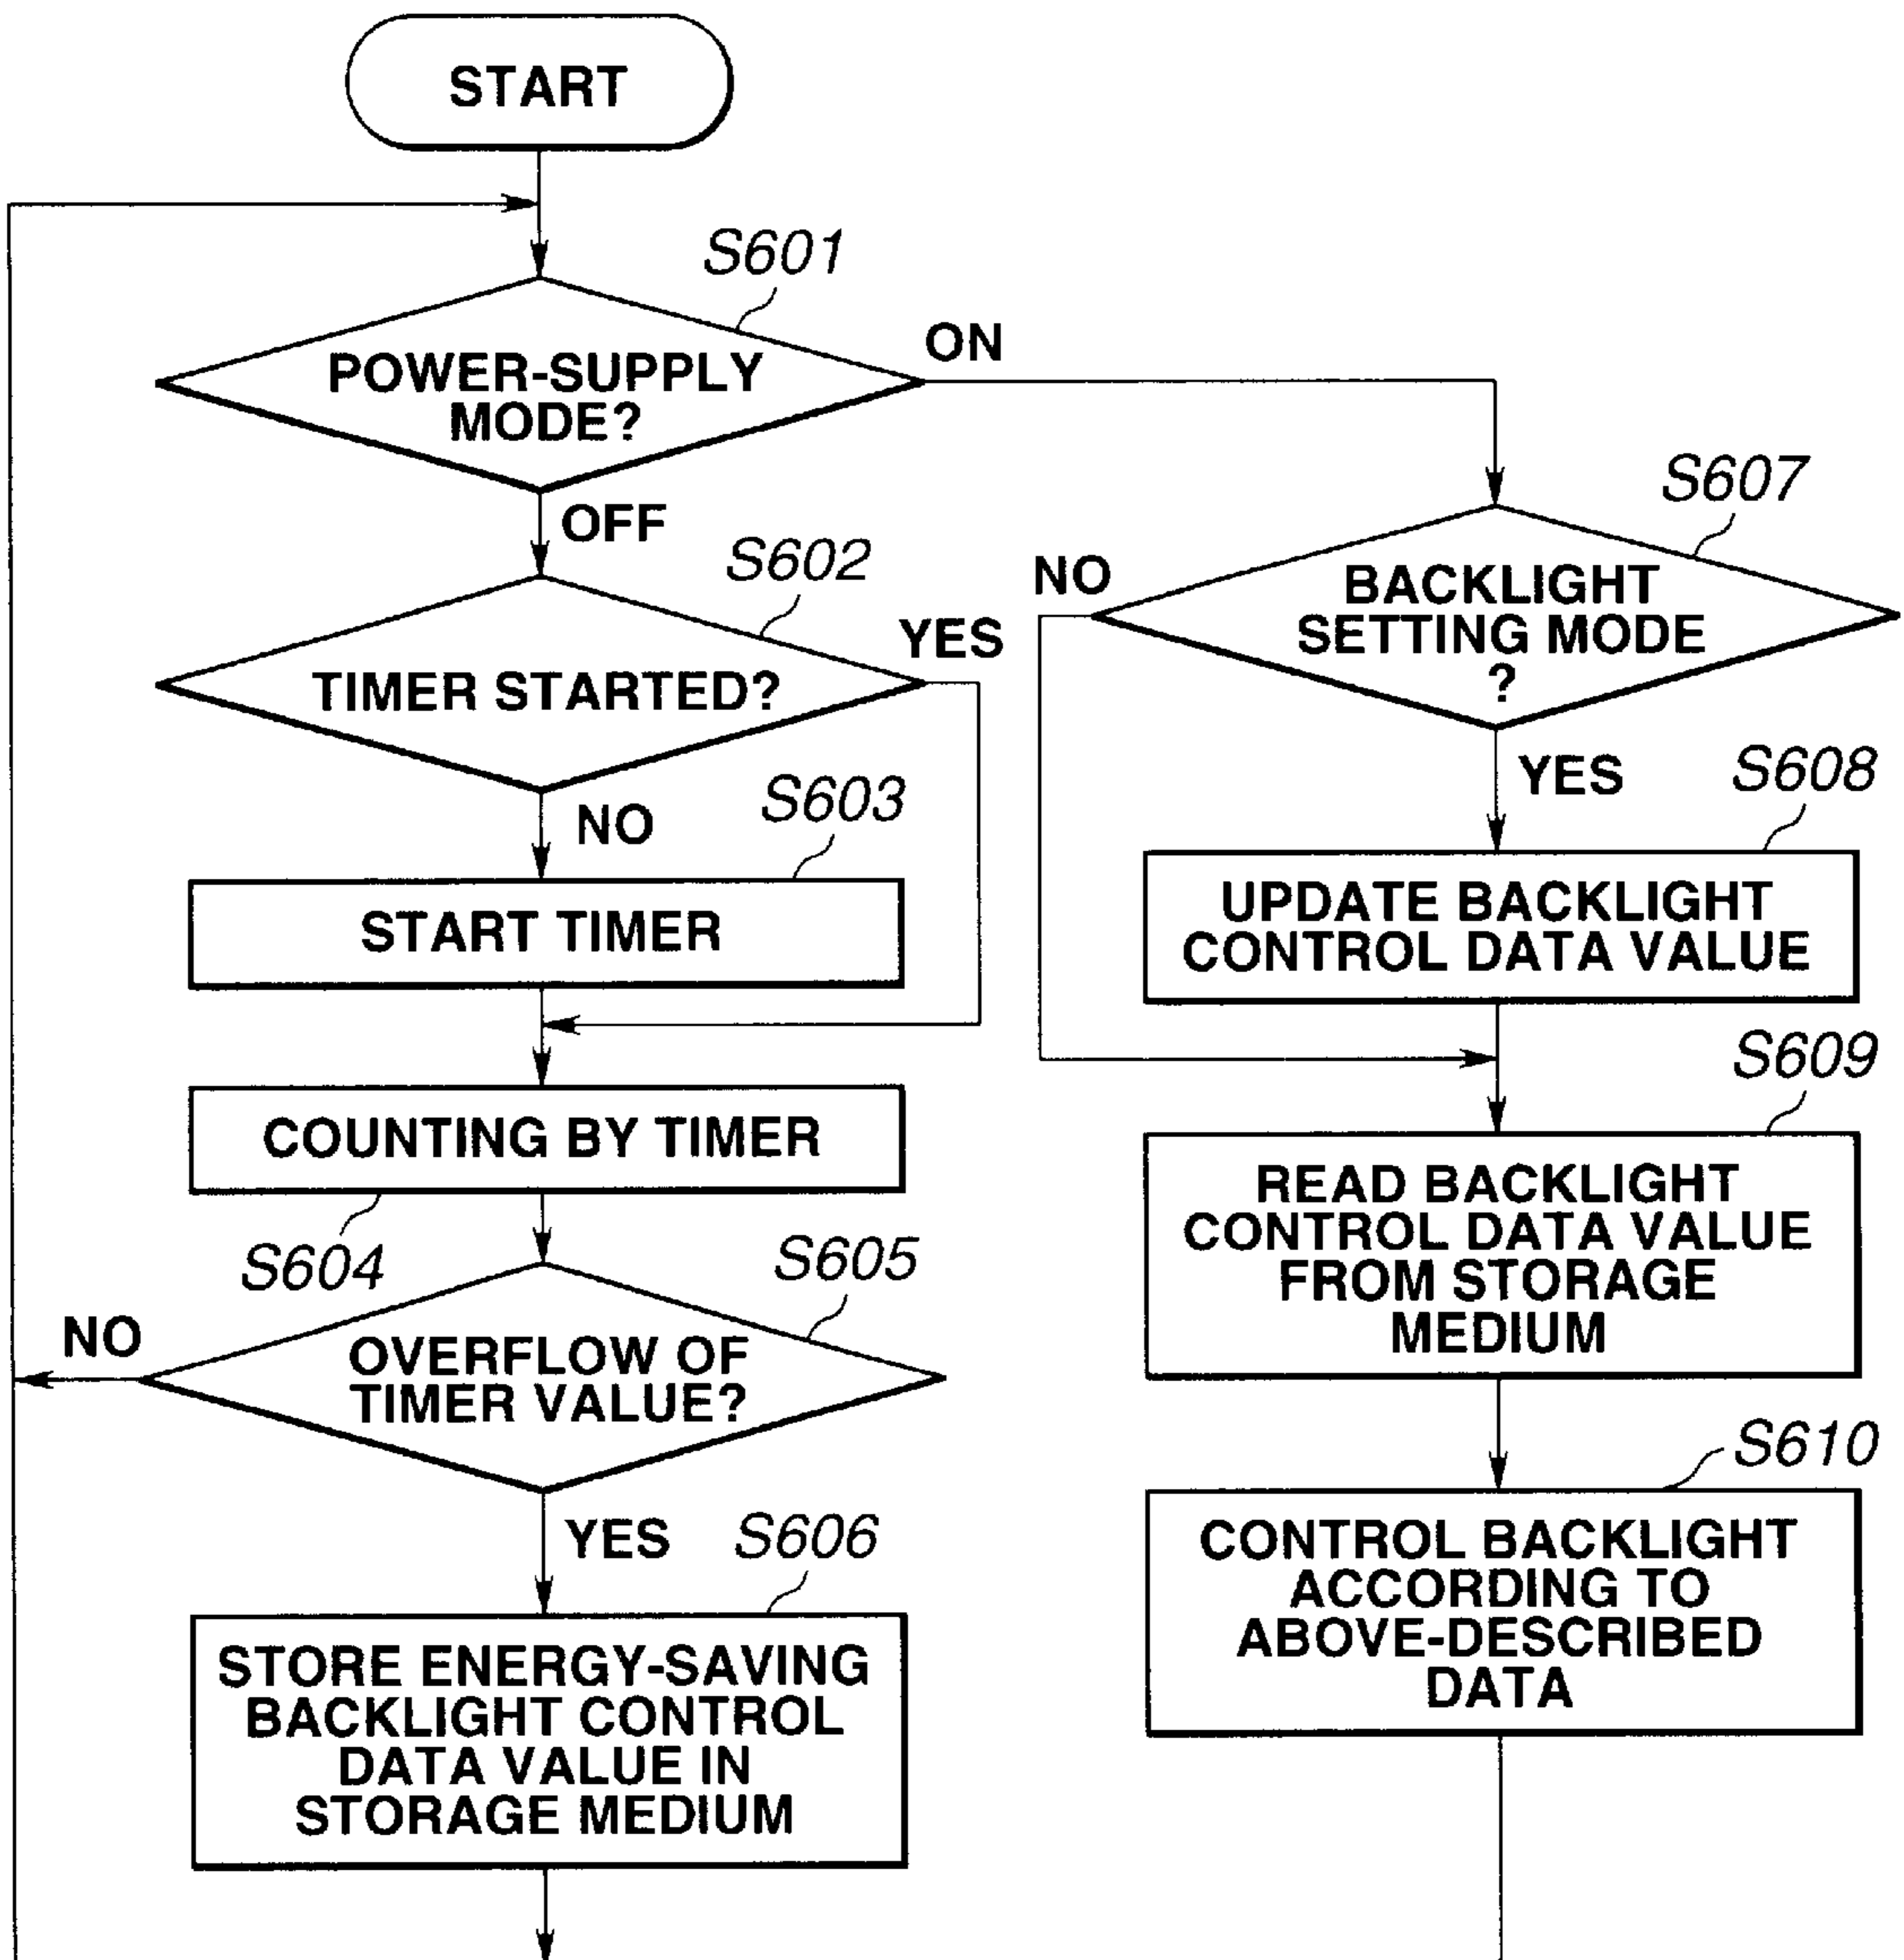 START
S601
POWER-SUPPLY
MODE?
ON
OFF
S602
TIMER STARTED?
YES
NO
S603
START TIMER
COUNTING BY TIMER
S604
S605
OVERFLOW OF
TIMER VALUE?
NO
YES
S606
STORE ENERGY-SAVING
BACKLIGHT CONTROL
DATA VALUE IN
STORAGE MEDIUM
S607
BACKLIGHT
SETTING MODE
?
NO
YES
S608
UPDATE BACKLIGHT
CONTROL DATA VALUE
S609
READ BACKLIGHT
CONTROL DATA VALUE
FROM STORAGE
MEDIUM
S610
CONTROL BACKLIGHT
ACCORDING TO
ABOVE-DESCRIBED
DATA